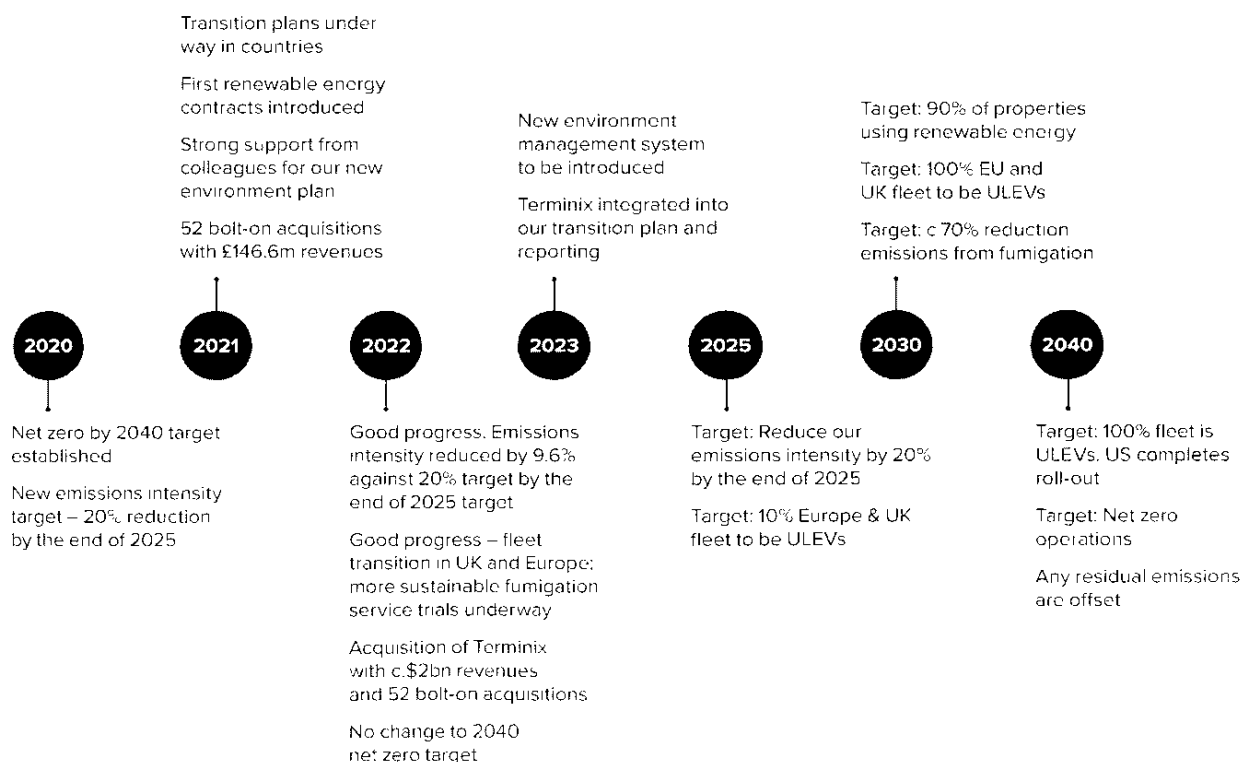 Transition plans under
way in countries
First renewable energy
contracts introduced
Strong support from
colleagues for our new
environment plan
52 bolt-on acquisitions
with £146.6m revenues
New environment
management system
to be introduced
Terminix integrated into
our transition plan and
reporting
Target: 90% of properties
using renewable energy
Target: 100% EU and
UK fleet to be ULEVs
Target: c 70% reduction
emissions from fumigation
2020
2021
2022
2023
2025
2030
2040
Net zero by 2040 target
established
New emissions intensity
target – 20% reduction
by the end of 2025
Good progress. Emissions
intensity reduced by 9.6%
against 20% target by the
end of 2025 target
Good progress – fleet
transition in UK and Europe;
more sustainable fumigation
service trials underway
Acquisition of Terminix
with c.$2bn revenues
and 52 bolt-on acquisitions
No change to 2040
net zero target
Target: Reduce our
emissions intensity by 20%
by the end of 2025
Target: 10% Europe & UK
fleet to be ULEVs
Target: 100% fleet is
ULEVs. US completes
roll-out
Target: Net zero
operations
Any residual emissions
are offset